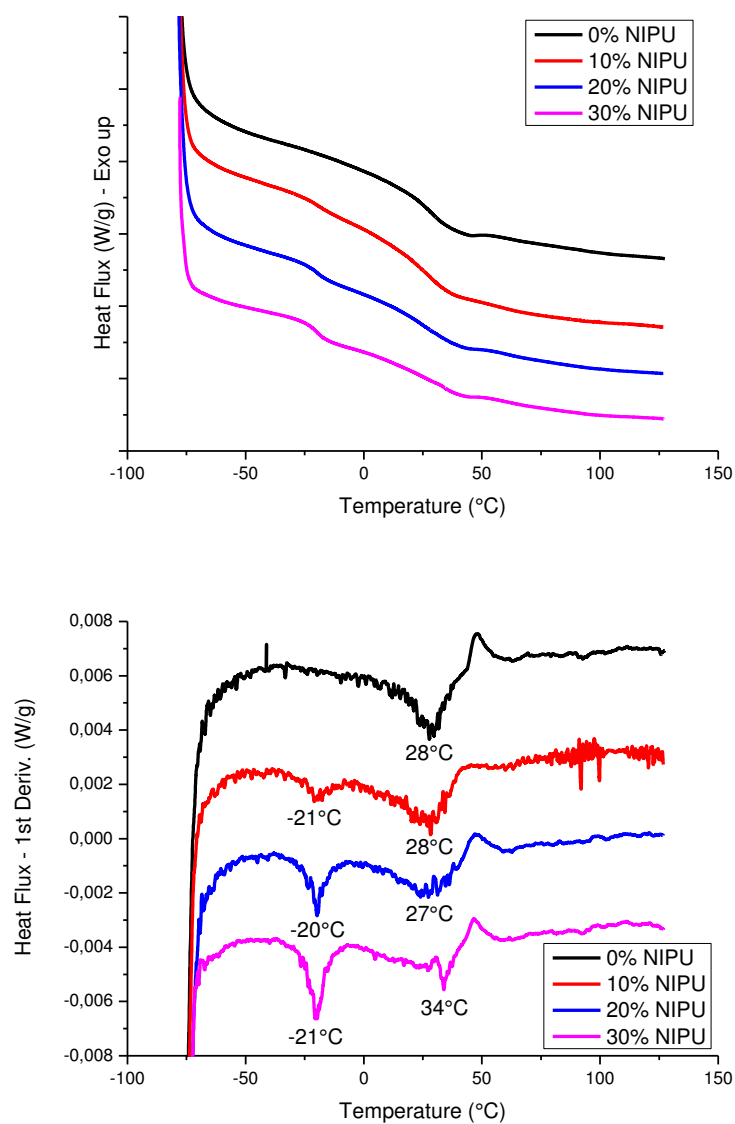 0% NIPU
10% NIPU
20% NIPU
30% NIPU
Heat Flux (W/g) - Exo up
-100 -50 0 50 100 150
Temperature (°C)
0,008
0,006
0,004
0,002
0,000
-0,002
-0,004
-0,006
-0,008
Heat Flux - 1st Deriv. (W/g)
28°C
-21°C
28°C
-20°C
27°C
-21°C
34°C
0% NIPU
10% NIPU
20% NIPU
30% NIPU
-100 -50 0 50 100 150
Temperature (°C)